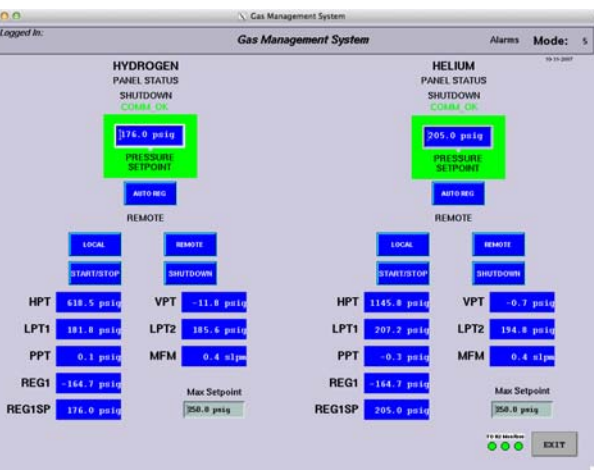 Gas Management System
Logged In:
Gas Management System
Alarms
Mode: 5
19-11-2007
HYDROGEN
PANEL STATUS
SHUTDOWN
COMM_OK
176.0 psig
PRESSURE
SETPOINT
AUTO REG
REMOTE
LOCAL
REMOTE
START/STOP
SHUTDOWN
HPT 618.5 psig
VPT -11.8 psig
LPT1 181.8 psig
LPT2 185.6 psig
PPT 0.1 psig
MFM 0.4 slpm
REG1 -164.7 psig
REG1SP 176.0 psig
Max Setpoint
350.0 psig
HELIUM
PANEL STATUS
SHUTDOWN
COMM_OK
205.0 psig
PRESSURE
SETPOINT
AUTO REG
REMOTE
LOCAL
REMOTE
START/STOP
SHUTDOWN
HPT 1145.8 psig
VPT -0.7 psig
LPT1 207.2 psig
LPT2 194.8 psig
PPT -0.3 psig
MFM 0.4 slpm
REG1 -164.7 psig
REG1SP 205.0 psig
Max Setpoint
350.0 psig
EXIT